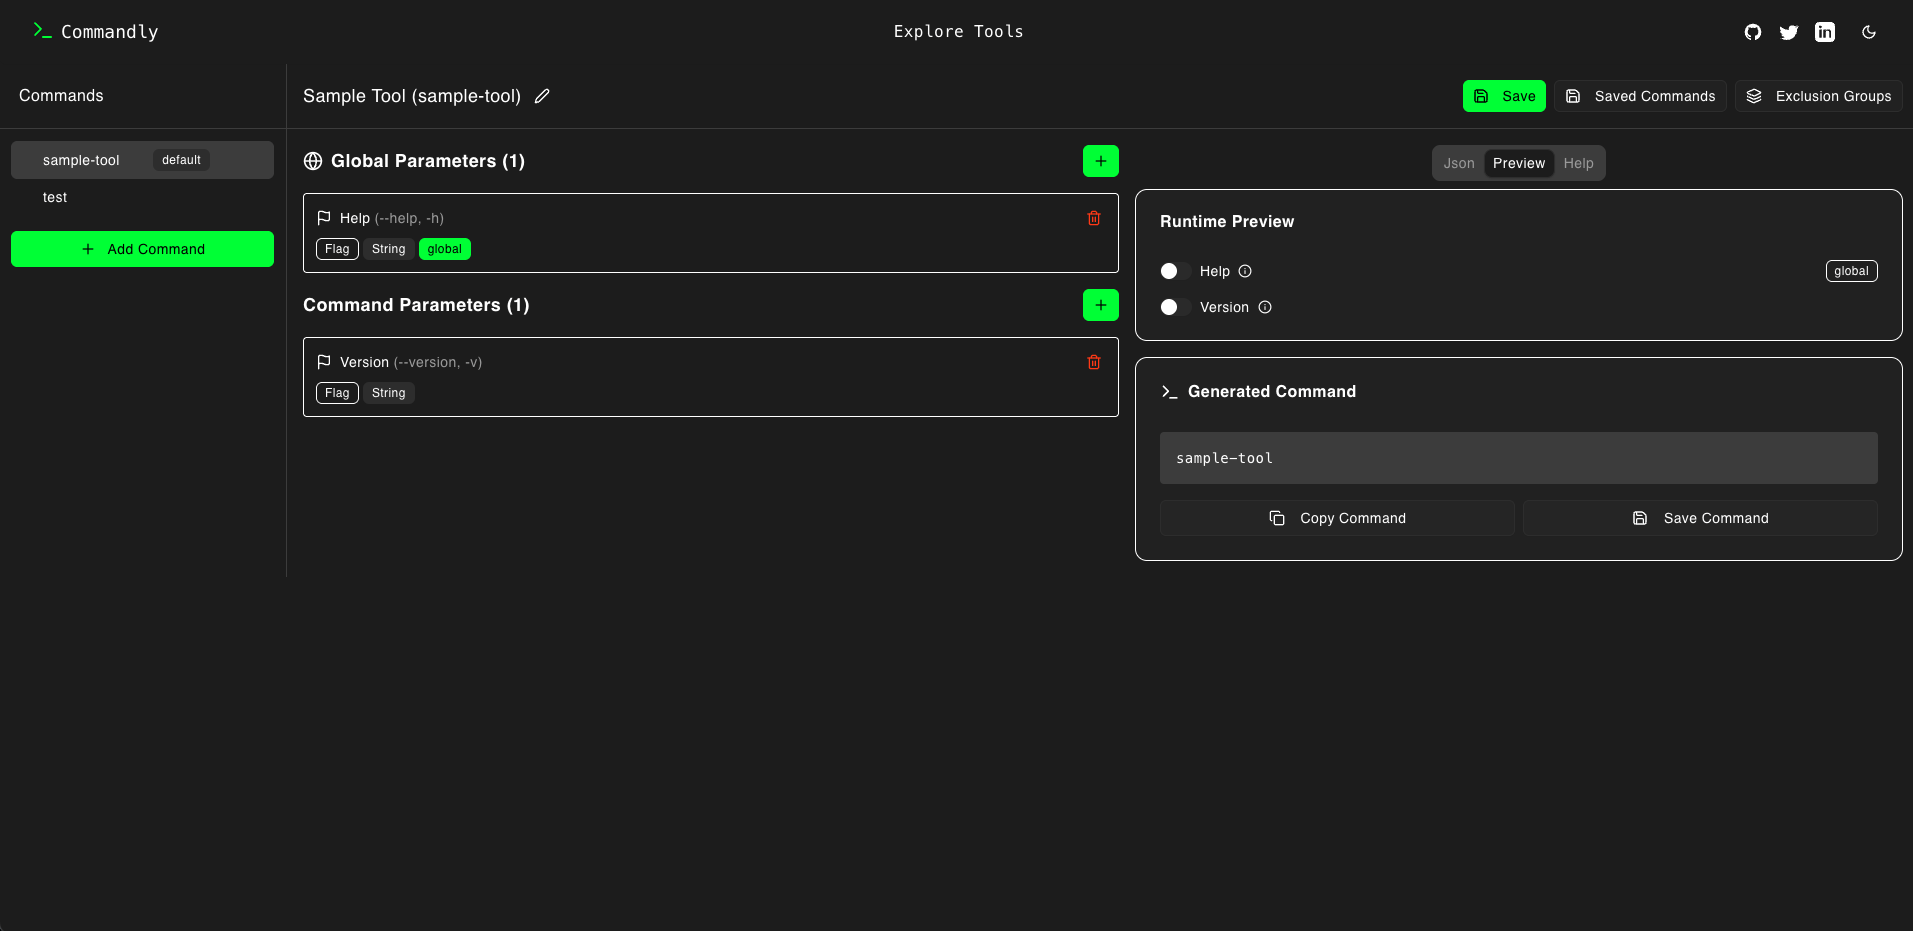 Commandly
Explore Tools
Commands
sample-tool default
test
Add Command
Sample Tool (sample-tool)
Save
Saved Commands
Exclusion Groups
Global Parameters (1)
Help (--help, -h)
Flag String global
Command Parameters (1)
Version (--version, -v)
Flag String
Json Preview Help
Runtime Preview
Help global
Version
Generated Command
sample-tool
Copy Command
Save Command